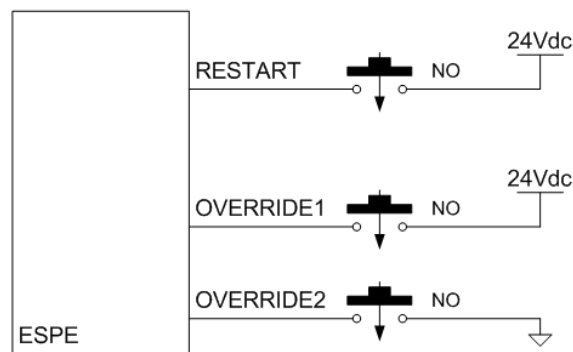 24Vdc
RESTART NO
24Vdc
OVERRIDE1 NO
OVERRIDE2 NO
ESPE